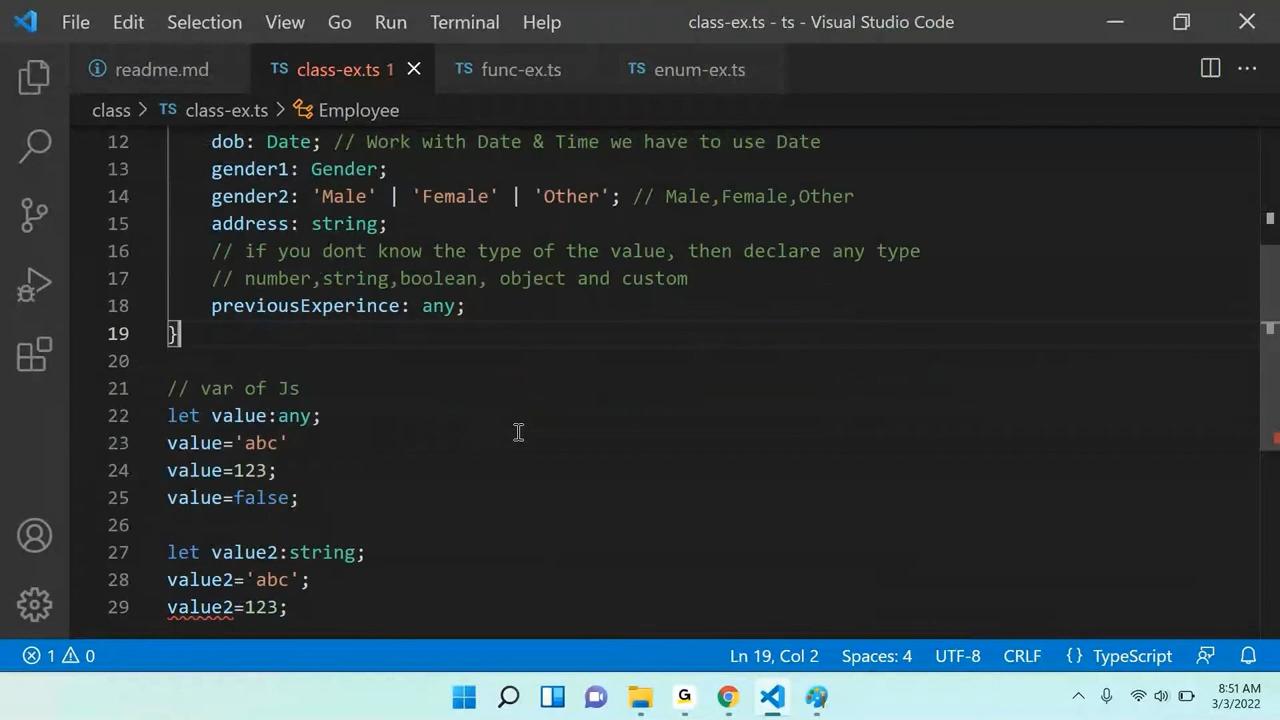 File Edit Selection View Go Run Terminal Help class-ex.ts - ts - Visual Studio Code
readme.md TS class-ex.ts 1 TS func-ex.ts TS enum-ex.ts
class > TS class-ex.ts > Employee
12 dob: Date; // Work with Date & Time we have to use Date
13 gender1: Gender;
14 gender2: 'Male' | 'Female' | 'Other'; // Male,Female,Other
15 address: string;
16 // if you dont know the type of the value, then declare any type
17 // number,string,boolean, object and custom
18 previousExperince: any;
19 }
20
21 // var of Js
22 let value:any;
23 value='abc'
24 value=123;
25 value=false;
26
27 let value2:string;
28 value2='abc';
29 value2=123;
1 0 Ln 19, Col 2 Spaces: 4 UTF-8 CRLF {} TypeScript
G 8:51 AM
3/3/2022